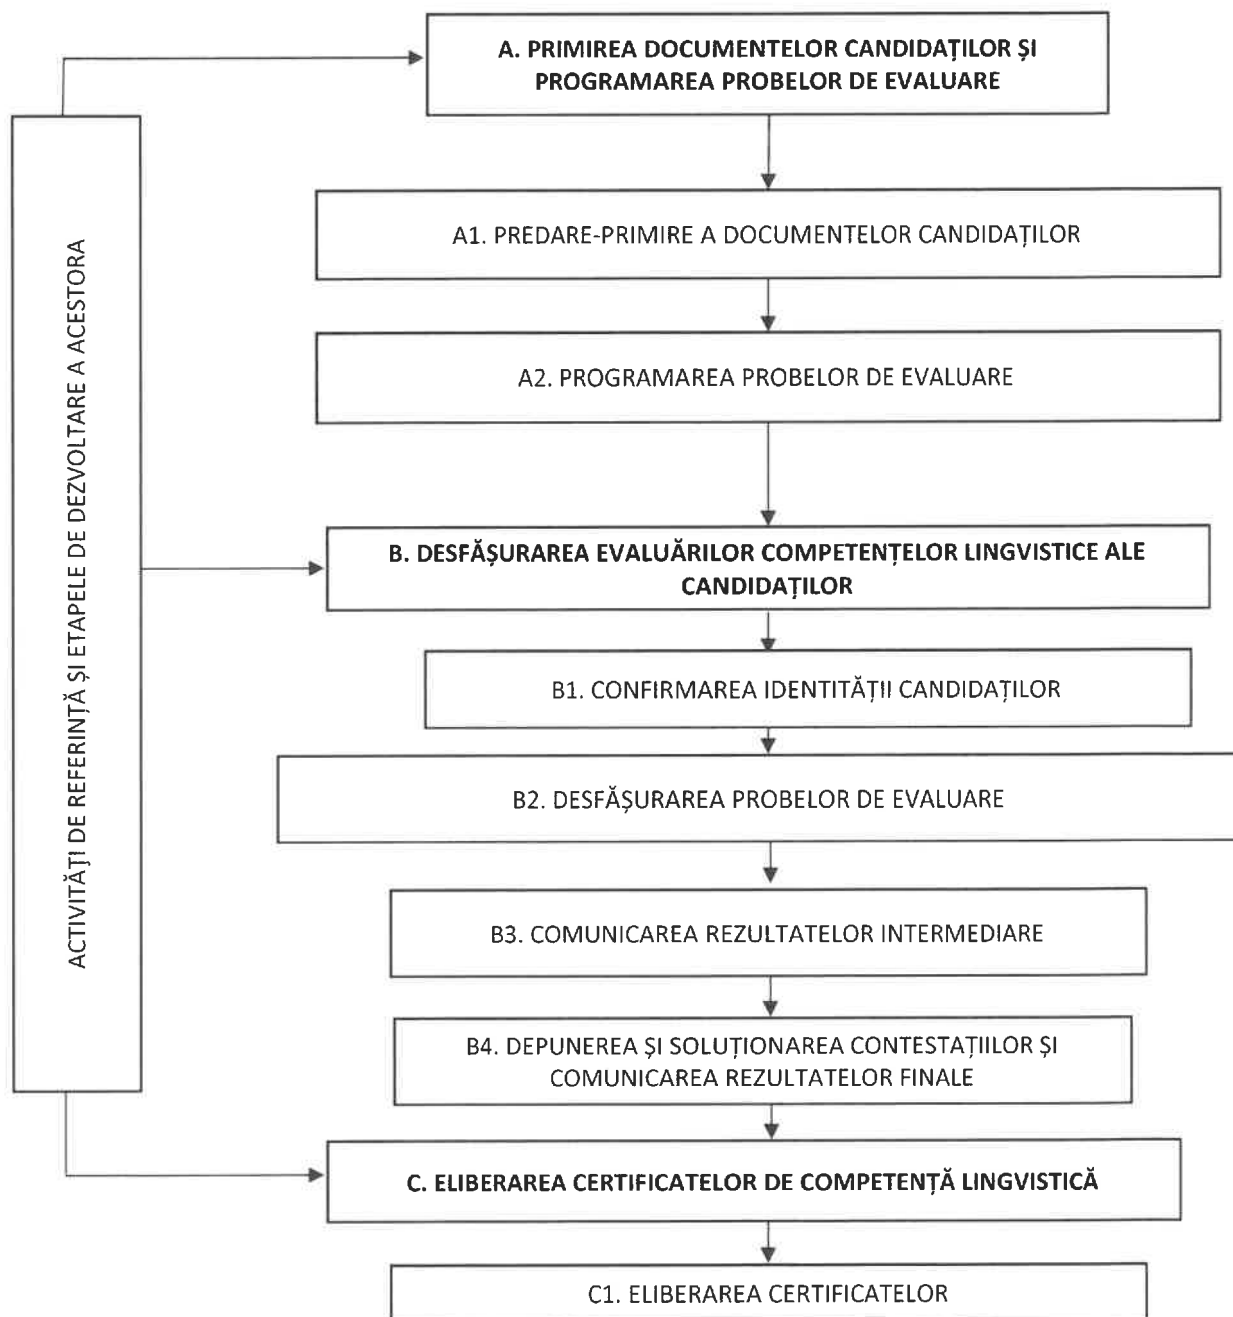 A. PRIMIREA DOCUMENTELOR CANDIDAȚILOR ȘI
PROGRAMAREA PROBELOR DE EVALUARE
ACTIVITĂȚI DE REFERINȚĂ ȘI ETAPELE DE DEZVOLTARE A ACESTORA
A1. PREDARE-PRIMIRE A DOCUMENTELOR CANDIDAȚILOR
A2. PROGRAMAREA PROBELOR DE EVALUARE
B. DESFĂȘURAREA EVALUĂRILOR COMPETENȚELOR LINGVISTICE ALE
CANDIDAȚILOR
B1. CONFIRMAREA IDENTITĂȚII CANDIDAȚILOR
B2. DESFĂȘURAREA PROBELOR DE EVALUARE
B3. COMUNICAREA REZULTATELOR INTERMEDIARE
B4. DEPUNEREA ȘI SOLUȚIONAREA CONTESTAȚIILOR ȘI
COMUNICAREA REZULTATELOR FINALE
C. ELIBERAREA CERTIFICATELOR DE COMPETENȚĂ LINGVISTICĂ
C1. ELIBERAREA CERTIFICATELOR